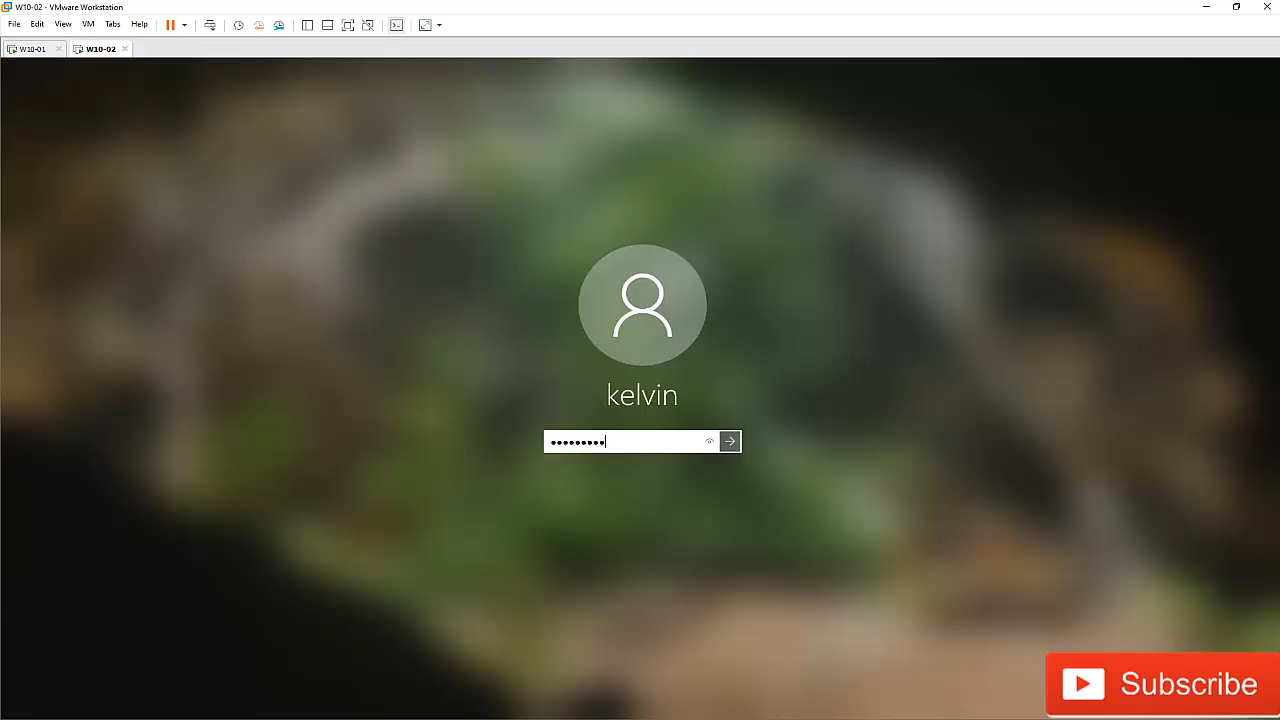 W10-02 - VMware Workstation
File Edit View VM Tabs Help
W10-01 W10-02
kelvin
Subscribe